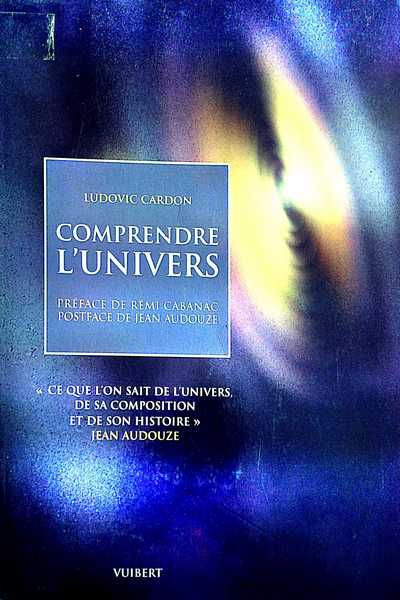 LUDOVIC CARDON
COMPRENDRE
L'UNIVERS
PRÉFACE DE RÉMI CABANAC
POSTFACE DE JEAN AUDOUZE
« CE QUE L'ON SAIT DE L'UNIVERS,
DE SA COMPOSITION
ET DE SON HISTOIRE »
JEAN AUDOUZE
VUIBERT